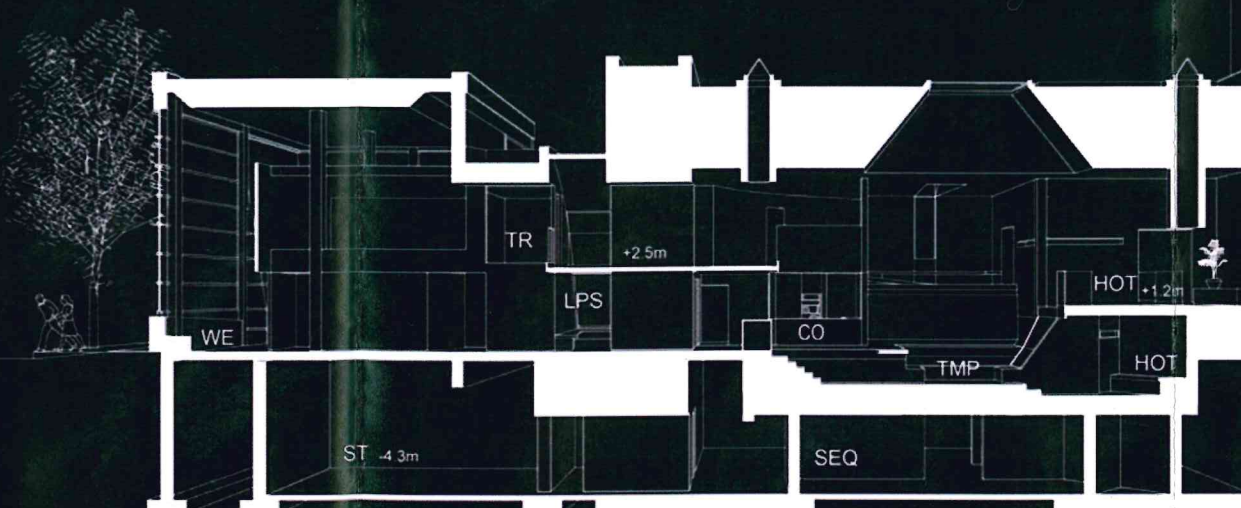 TR
+2.5m
LPS
HOT +1.2m
WE
CO
TMP
HOT
ST -4.3m
SEQ